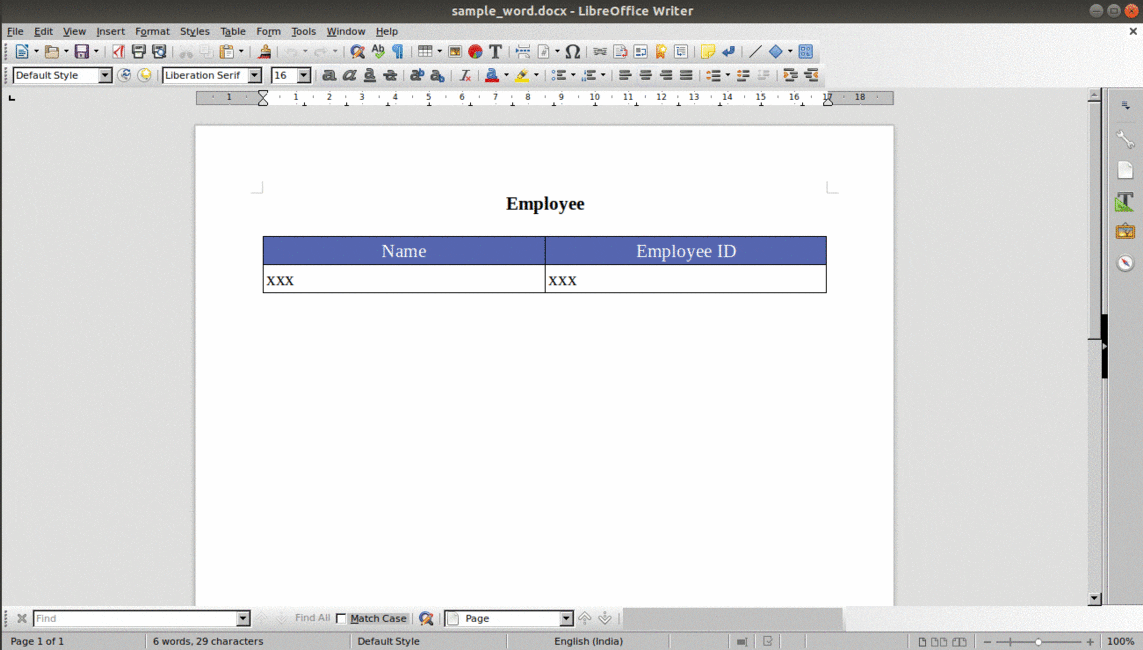 sample_word.docx - LibreOffice Writer
File Edit View Insert Format Styles Table Form Tools Window Help
Default Style Liberation Serif 16
1 1 2 3 4 5 6 7 8 9 10 11 12 13 14 15 16 17 18
Employee
Name Employee ID
xxx xxx
Find Find All Match Case Page
Page 1 of 1 6 words, 29 characters Default Style English (India) 100%